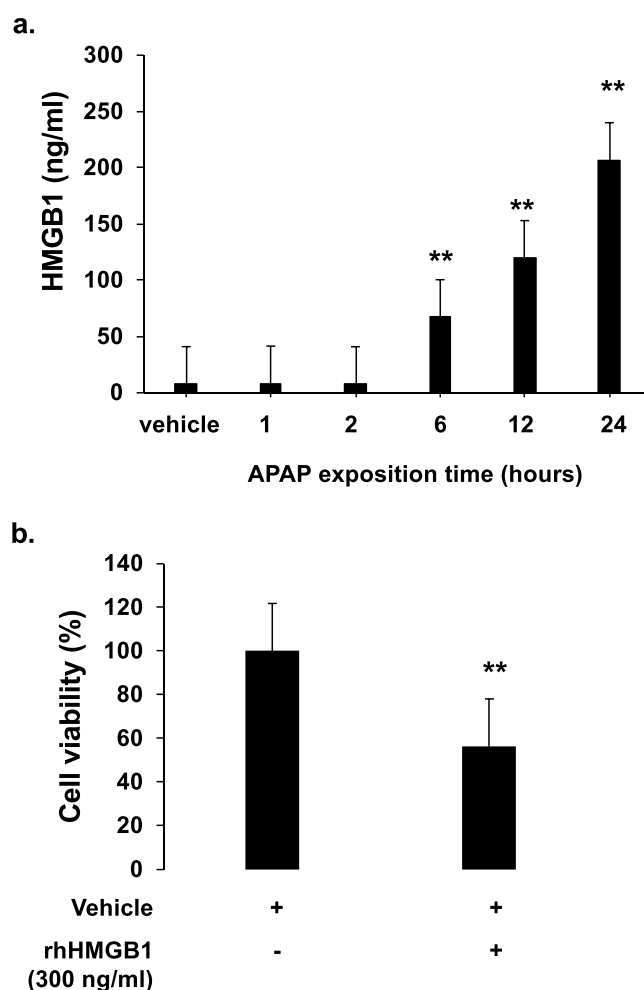 a.
HMGB1 (ng/ml)
300
250
200
150
100
50
0
**
**
**
vehicle 1 2 6 12 24
APAP exposition time (hours)
b.
Cell viability (%)
140
120
100
80
60
40
20
0
**
Vehicle + +
rhHMGB1 - +
(300 ng/ml)